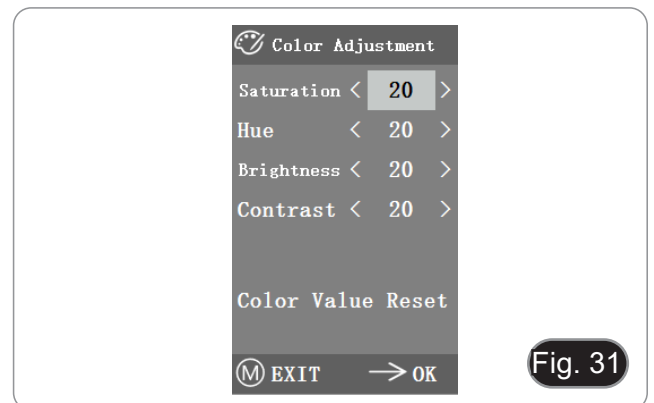 Color Adjustment
Saturation < 20 >
Hue < 20 >
Brightness < 20 >
Contrast < 20 >
Color Value Reset
M EXIT → OK
Fig. 31